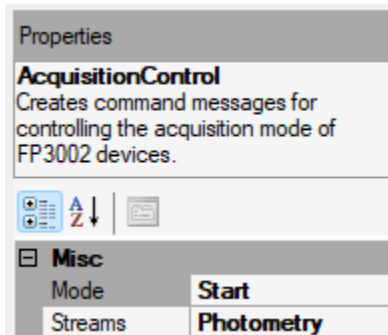 Properties
AcquisitionControl
Creates command messages for
controlling the acquisition mode of
FP3002 devices.
A
Z
Misc
Mode Start
Streams Photometry